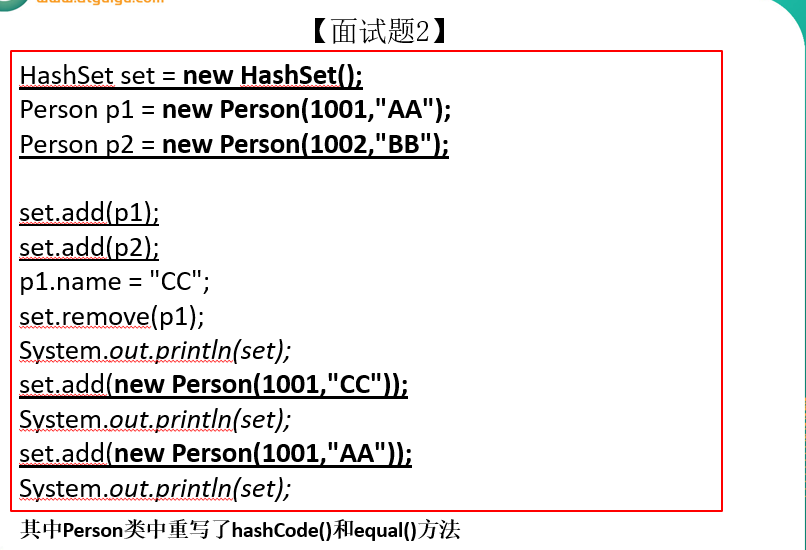 www.atguigu.com
【面试题2】
HashSet set = new HashSet();
Person p1 = new Person(1001,"AA");
Person p2 = new Person(1002,"BB");
set.add(p1);
set.add(p2);
p1.name = "CC";
set.remove(p1);
System.out.println(set);
set.add(new Person(1001,"CC"));
System.out.println(set);
set.add(new Person(1001,"AA"));
System.out.println(set);
其中Person类中重写了hashCode()和equal()方法